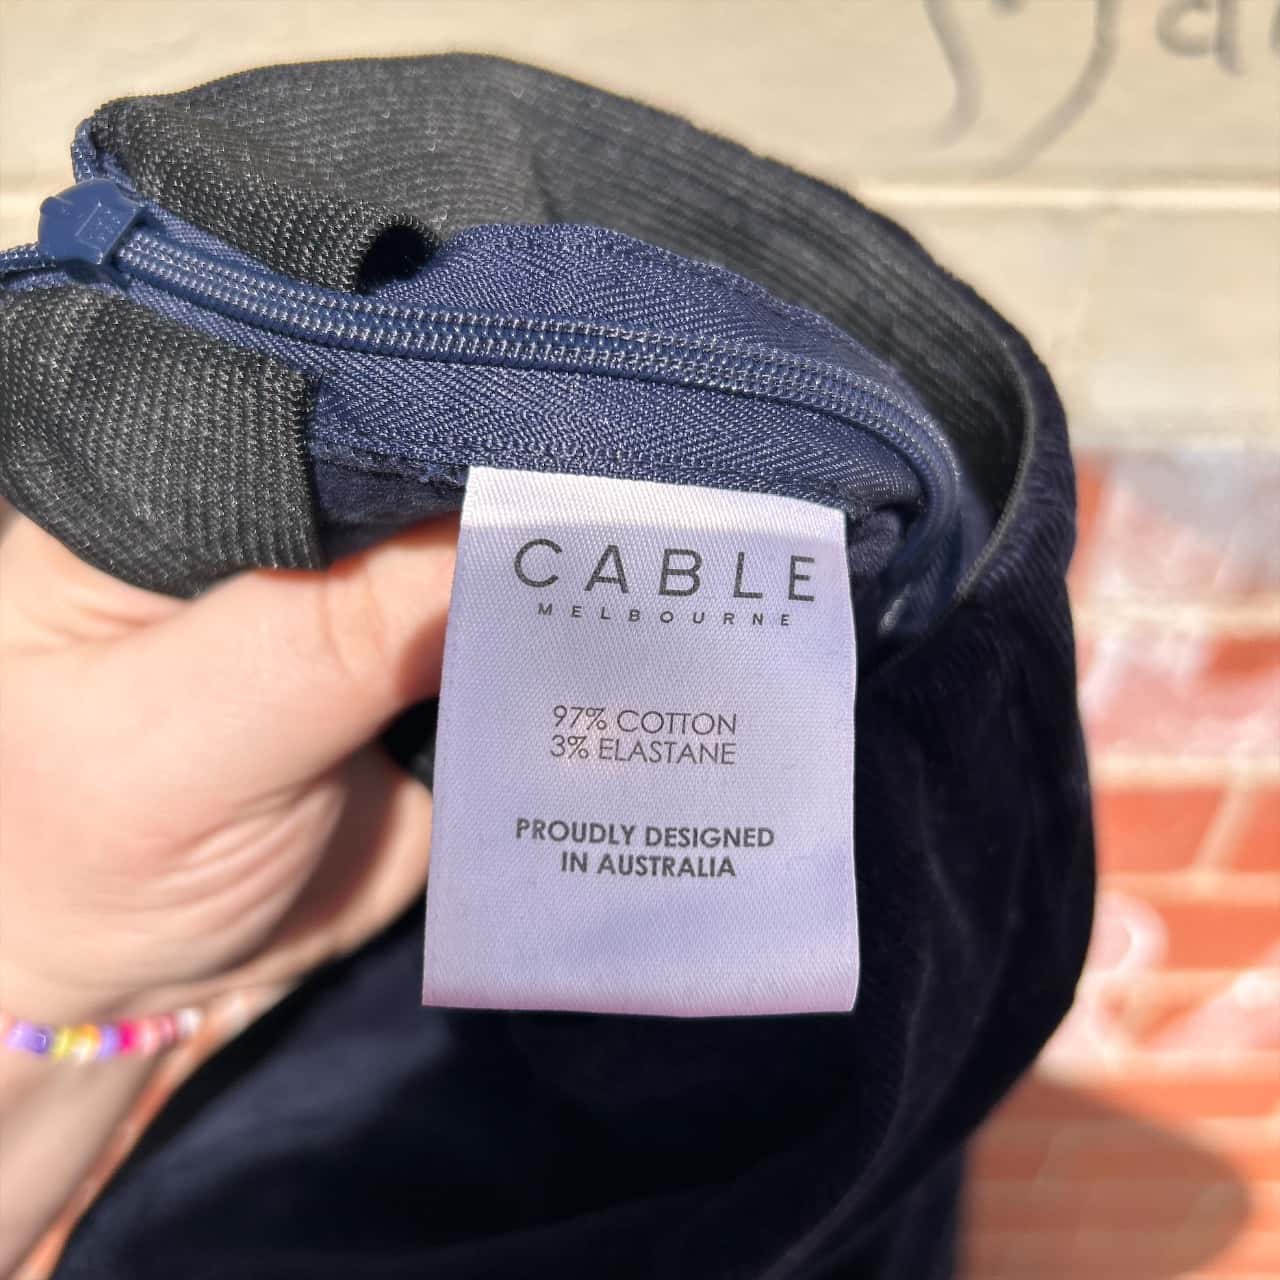 CABLE
MELBOURNE
97% COTTON
3% ELASTANE
PROUDLY DESIGNED
IN AUSTRALIA